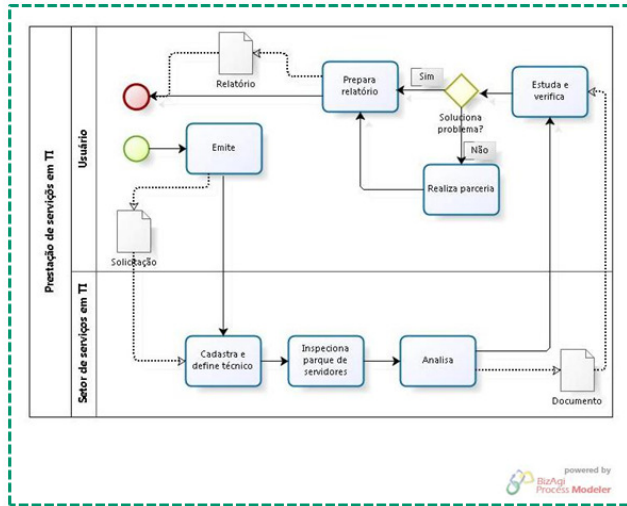 Prestação de serviçõs em TI
Usuário
Relatório
Prepara
relatório
Sim
Soluciona
problema?
Estuda e
verifica
Emite
Não
Realiza parceria
Solicitação
Setor de serviços em TI
Cadastra e
define técnico
Inspeciona
parque de
servidores
Analisa
Documento
powered by
BizAgi
Process Modeler